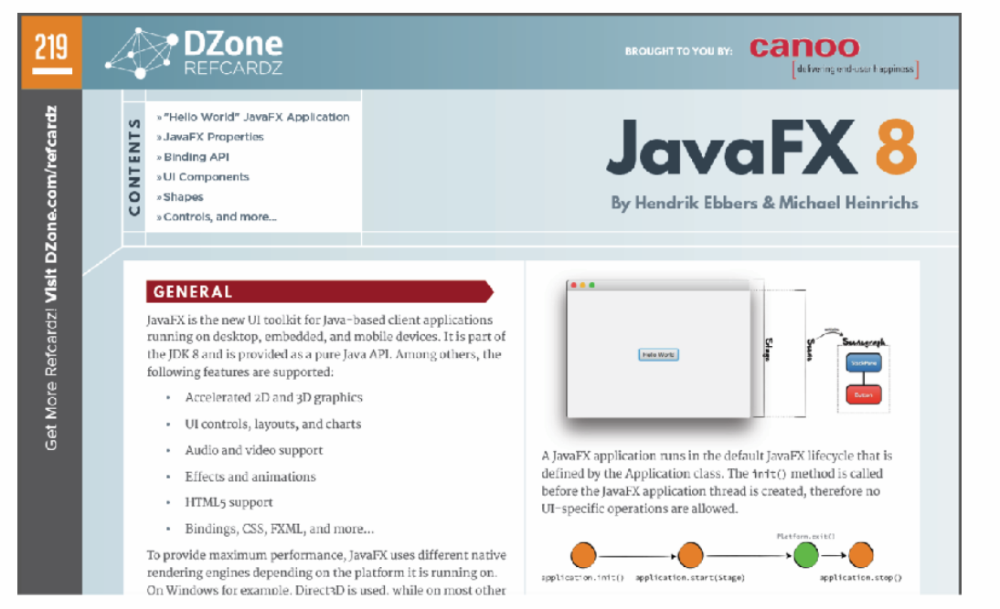 219
DZone
REFCARDZ
BROUGHT TO YOU BY:
canoo
[delivering end-user happiness]
Get More Refcardz! Visit DZone.com/refcardz
CONTENTS
» "Hello World" JavaFX Application
» JavaFX Properties
» Binding API
» UI Components
» Shapes
» Controls, and more...
JavaFX 8
By Hendrik Ebbers & Michael Heinrichs
GENERAL
JavaFX is the new UI toolkit for Java-based client applications
running on desktop, embedded, and mobile devices. It is part of
the JDK 8 and is provided as a pure Java API. Among others, the
following features are supported:
• Accelerated 2D and 3D graphics
• UI controls, layouts, and charts
• Audio and video support
• Effects and animations
• HTML5 support
• Bindings, CSS, FXML, and more...
To provide maximum performance, JavaFX uses different native
rendering engines depending on the platform it is running on.
On Windows for example, Direct3D is used, while on most other
Hello World
Stage
Scene
Scenegraph
StackPane
Button
A JavaFX application runs in the default JavaFX lifecycle that is
defined by the Application class. The init() method is called
before the JavaFX application thread is created, therefore no
UI-specific operations are allowed.
Platform.exit()
application.init()
application.start(Stage)
application.stop()